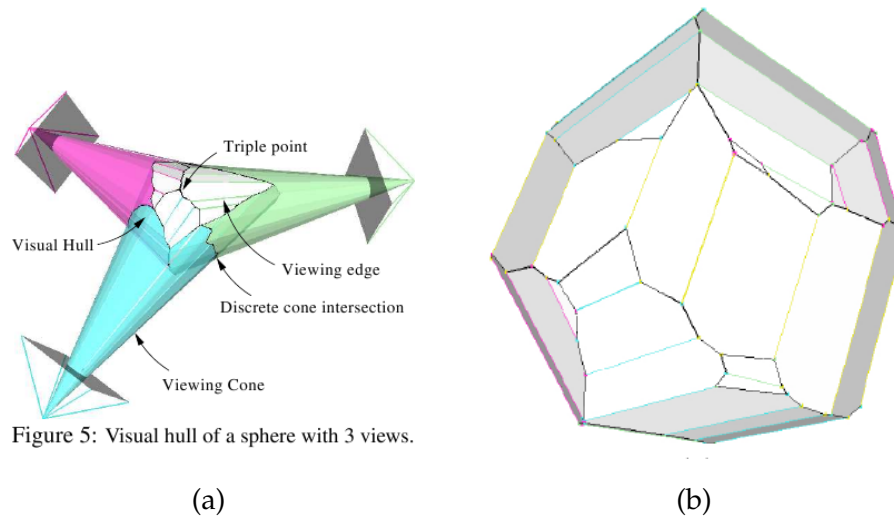 Triple point
Visual Hull
Viewing edge
Discrete cone intersection
Viewing Cone
Figure 5: Visual hull of a sphere with 3 views.
(a)
(b)